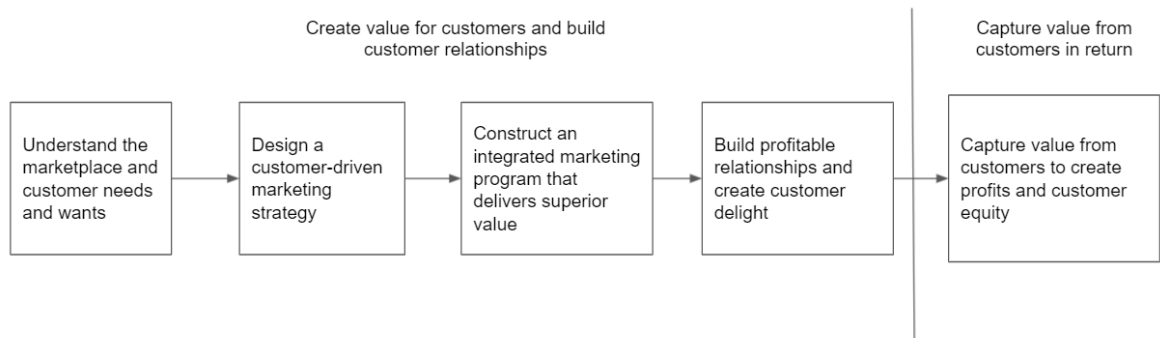 Create value for customers and build
customer relationships
Capture value from
customers in return
Understand the
marketplace and
customer needs
and wants
Design a
customer-driven
marketing
strategy
Construct an
integrated marketing
program that
delivers superior
value
Build profitable
relationships and
create customer
delight
Capture value from
customers to create
profits and customer
equity